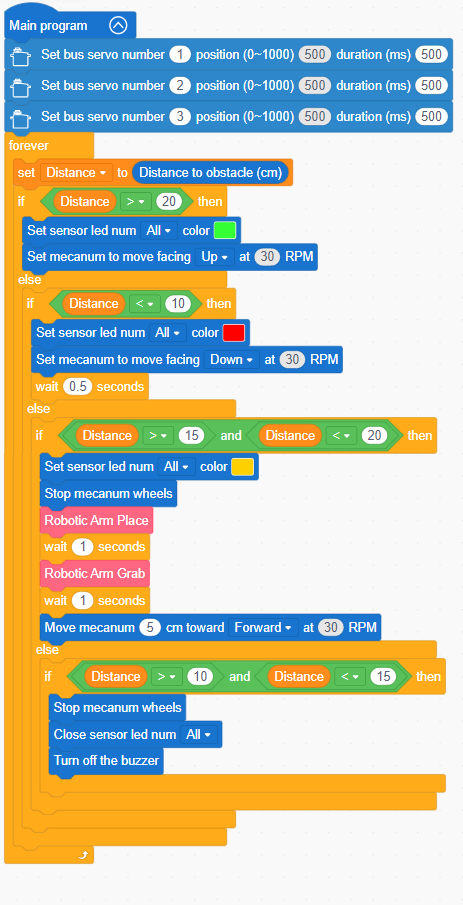 Main program
Set bus servo number 1 position (0~1000) 500 duration (ms) 500
Set bus servo number 2 position (0~1000) 500 duration (ms) 500
Set bus servo number 3 position (0~1000) 500 duration (ms) 500
forever
set Distance to Distance to obstacle (cm)
if Distance > 20 then
Set sensor led num All color
Set mecanum to move facing Up at 30 RPM
else
if Distance < 10 then
Set sensor led num All color
Set mecanum to move facing Down at 30 RPM
wait 0.5 seconds
else
if Distance > 15 and Distance < 20 then
Set sensor led num All color
Stop mecanum wheels
Robotic Arm Place
wait 1 seconds
Robotic Arm Grab
wait 1 seconds
Move mecanum 5 cm toward Forward at 30 RPM
else
if Distance > 10 and Distance < 15 then
Stop mecanum wheels
Close sensor led num All
Turn off the buzzer